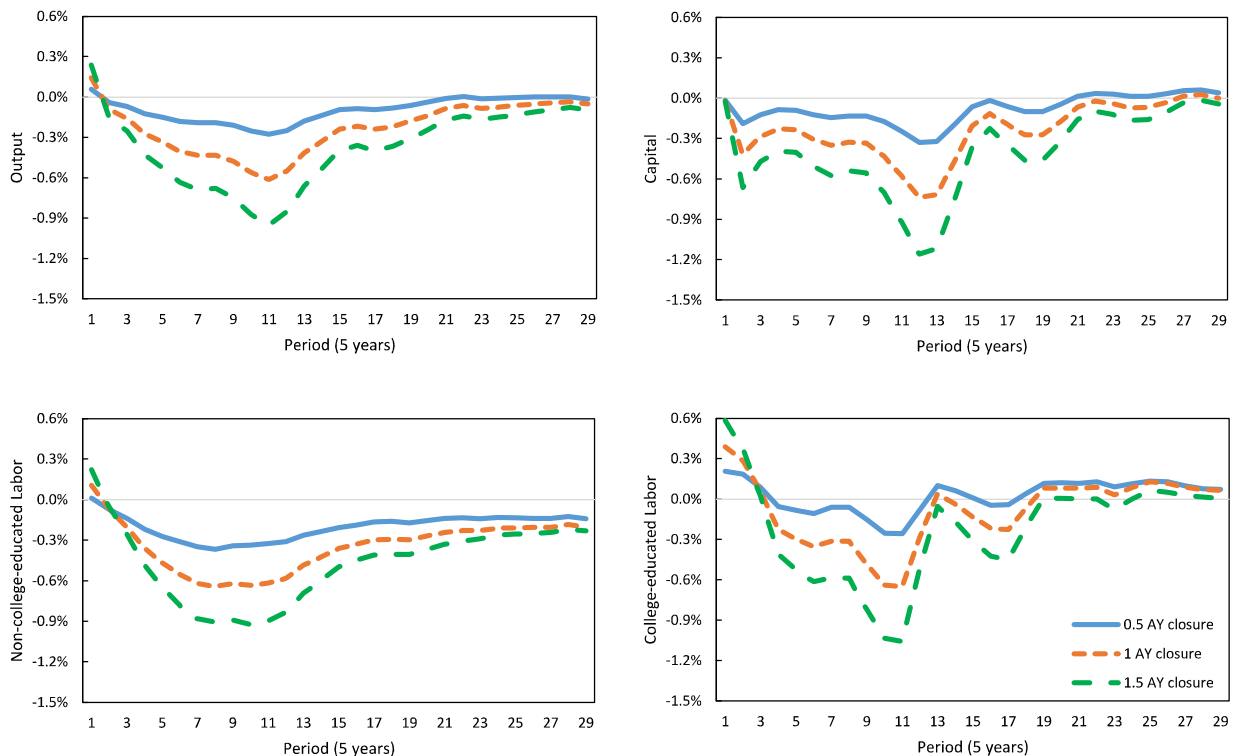 0.6%
0.3%
0.0%
-0.3%
-0.6%
-0.9%
-1.2%
-1.5%
Output
1 3 5 7 9 11 13 15 17 19 21 23 25 27 29
Period (5 years)
0.6%
0.3%
0.0%
-0.3%
-0.6%
-0.9%
-1.2%
-1.5%
Capital
1 3 5 7 9 11 13 15 17 19 21 23 25 27 29
Period (5 years)
0.6%
0.3%
0.0%
-0.3%
-0.6%
-0.9%
-1.2%
-1.5%
Non-college-educated Labor
1 3 5 7 9 11 13 15 17 19 21 23 25 27 29
Period (5 years)
0.6%
0.3%
0.0%
-0.3%
-0.6%
-0.9%
-1.2%
-1.5%
College-educated Labor
0.5 AY closure
1 AY closure
1.5 AY closure
1 3 5 7 9 11 13 15 17 19 21 23 25 27 29
Period (5 years)